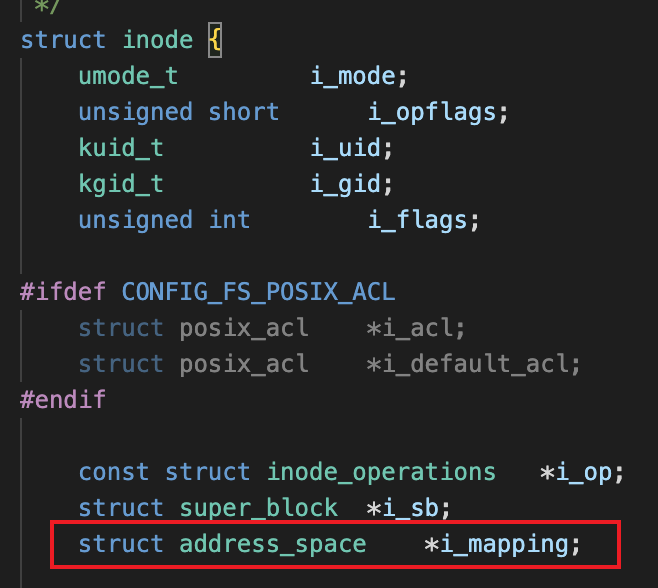 */
struct inode {
umode_t i_mode;
unsigned short i_opflags;
kuid_t i_uid;
kgid_t i_gid;
unsigned int i_flags;
#ifdef CONFIG_FS_POSIX_ACL
struct posix_acl *i_acl;
struct posix_acl *i_default_acl;
#endif
const struct inode_operations *i_op;
struct super_block *i_sb;
struct address_space *i_mapping;